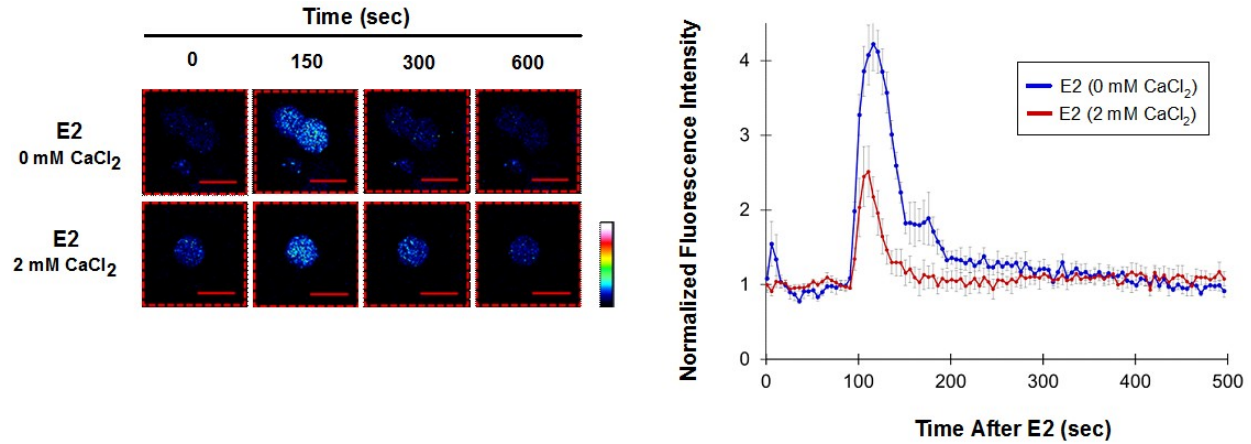 Time (sec)
0 150 300 600
E2
0 mM CaCl2
E2
2 mM CaCl2
Normalized Fluorescence Intensity
4
3
2
1
0
E2 (0 mM CaCl2)
E2 (2 mM CaCl2)
0 100 200 300 400 500
Time After E2 (sec)